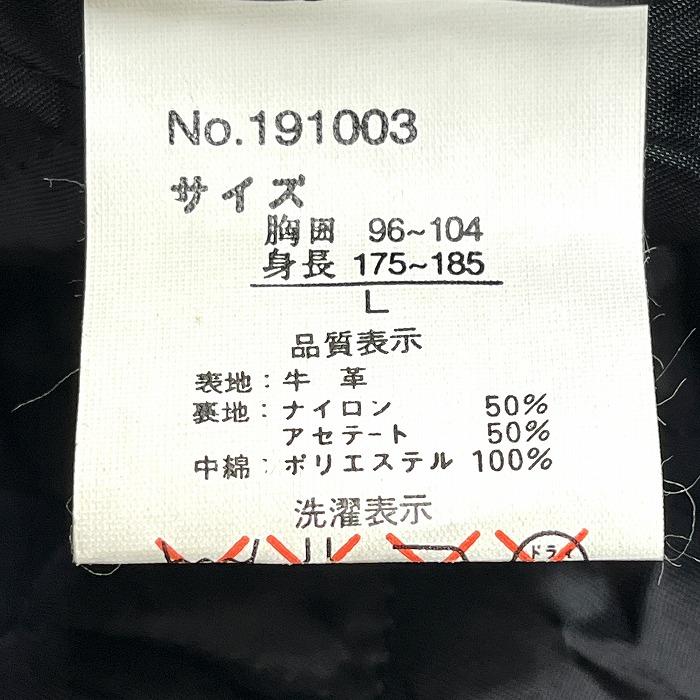 No.191003
サイズ
胸囲 96~104
身長 175~185
L
品質表示
表地：牛 革
裏地：ナイロン 50%
アセテート 50%
中綿：ポリエステル 100%
洗濯表示
ドライ